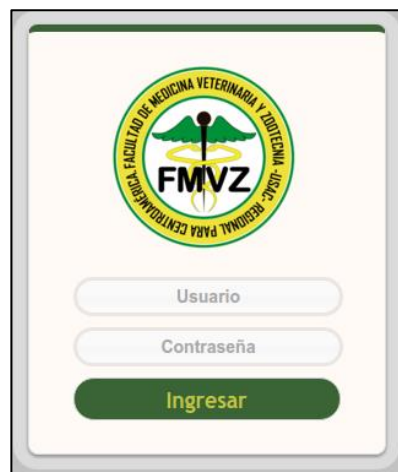 FACULTAD DE MEDICINA VETERINARIA Y ZOOTECNIA -USAC- REGIONAL PARA CENTROAMÉRICA.
FMVZ
Usuario
Contraseña
Ingresar